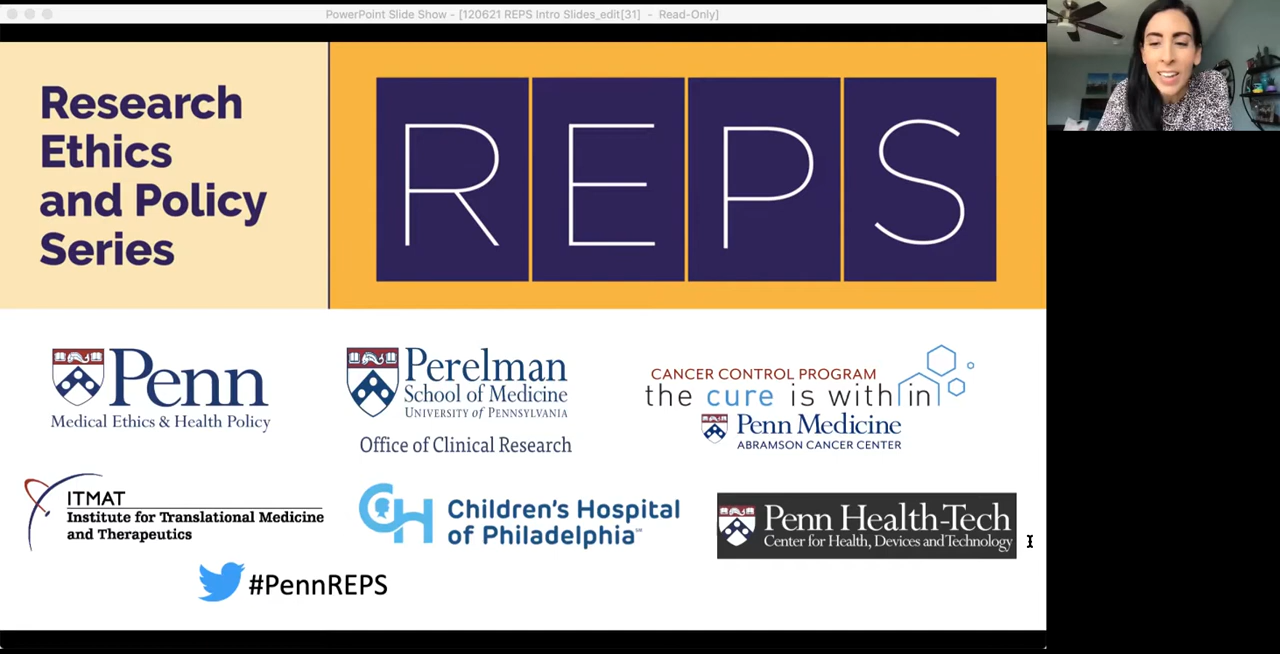 PowerPoint Slide Show - [120621 REPS Intro Slides_edit[31] - Read-Only]
Research
Ethics
and Policy
Series
REPS
Penn
Medical Ethics & Health Policy
Perelman
School of Medicine
UNIVERSITY of PENNSYLVANIA
Office of Clinical Research
CANCER CONTROL PROGRAM
the cure is within
Penn Medicine
ABRAMSON CANCER CENTER
ITMAT
Institute for Translational Medicine
and Therapeutics
CH
Children's Hospital
of Philadelphia℠
Penn Health-Tech
Center for Health, Devices and Technology
#PennREPS